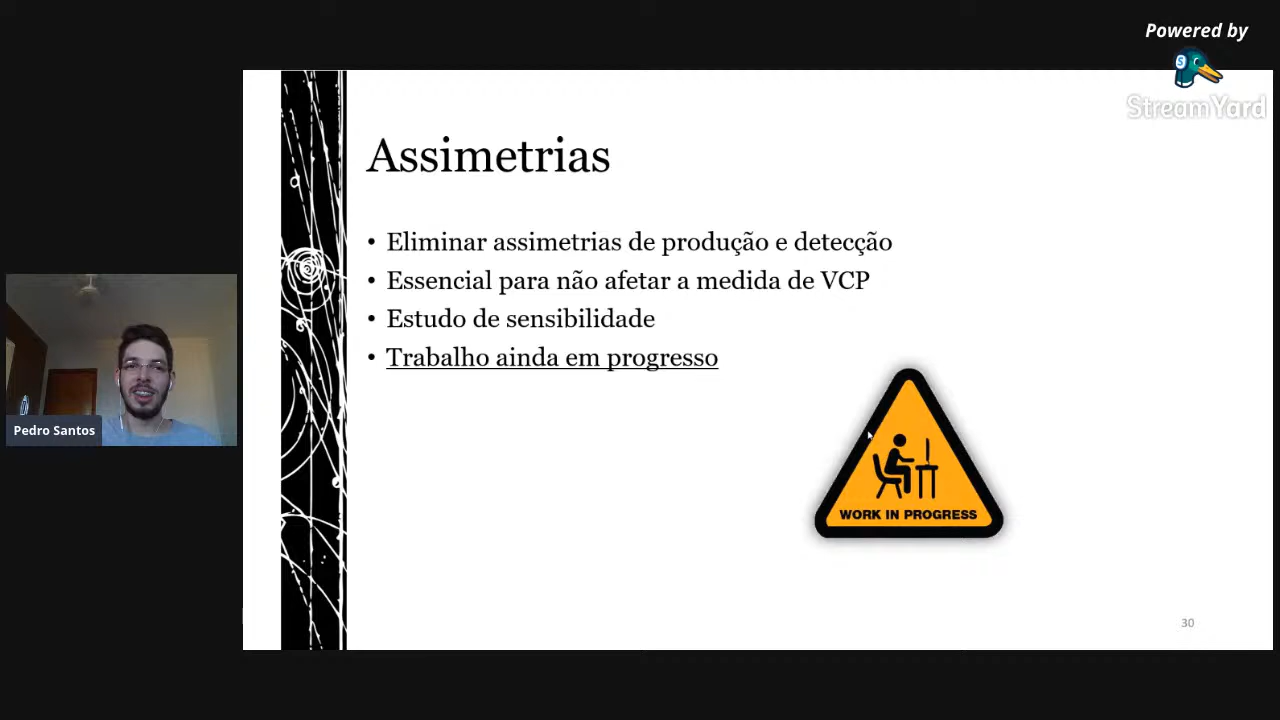 Powered by
StreamYard
Assimetrias
• Eliminar assimetrias de produção e detecção
• Essencial para não afetar a medida de VCP
• Estudo de sensibilidade
• Trabalho ainda em progresso
WORK IN PROGRESS
Pedro Santos
30